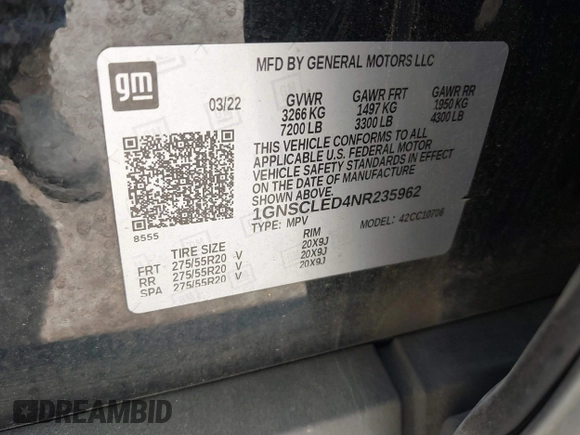 gm
MFD BY GENERAL MOTORS LLC
03/22 GVWR GAWR FRT GAWR RR
3266 KG 1497 KG 1950 KG
7200 LB 3300 LB 4300 LB
THIS VEHICLE CONFORMS TO ALL
APPLICABLE U.S. FEDERAL MOTOR
VEHICLE SAFETY STANDARDS IN EFFECT
ON THE DATE OF MANUFACTURE
SHOWN ABOVE.
1GNSCLED4NR235962
TYPE: MPV MODEL: 42CC10706
8555
TIRE SIZE RIM
FRT 275/55R20 V 20X9J
RR 275/55R20 V 20X9J
SPA 275/55R20 V 20X9J
DREAMBID